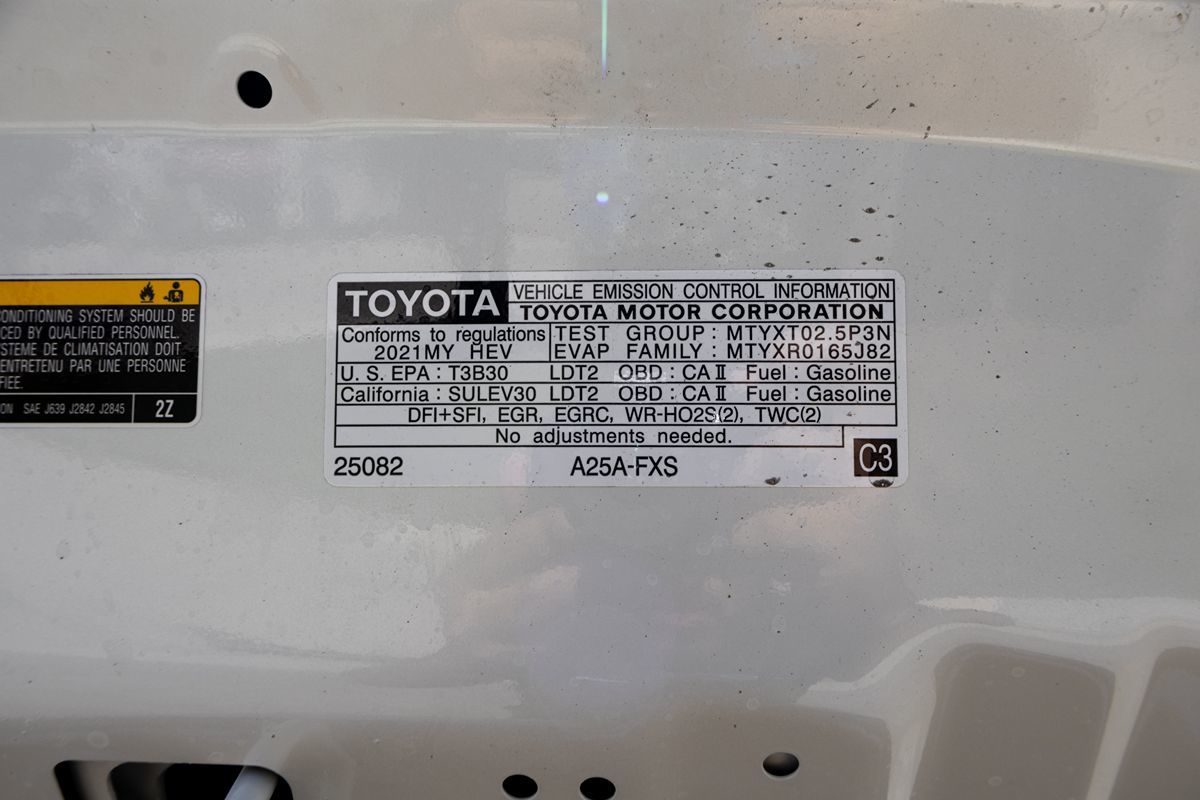 ONDITIONING SYSTEM SHOULD BE
CED BY QUALIFIED PERSONNEL.
STEME DE CLIMATISATION DOIT
ENTRETENU PAR UNE PERSONNE
FIEE.
ON SAE J639 J2842 J2845 2Z
TOYOTA VEHICLE EMISSION CONTROL INFORMATION
TOYOTA MOTOR CORPORATION
Conforms to regulations TEST GROUP : MTYXT02.5P3N
2021MY HEV EVAP FAMILY : MTYXR0165J82
U. S. EPA : T3B30 LDT2 OBD : CA II Fuel : Gasoline
California : SULEV30 LDT2 OBD : CA II Fuel : Gasoline
DFI+SFI, EGR, EGRC, WR-HO2S(2), TWC(2)
No adjustments needed.
25082 A25A-FXS C3